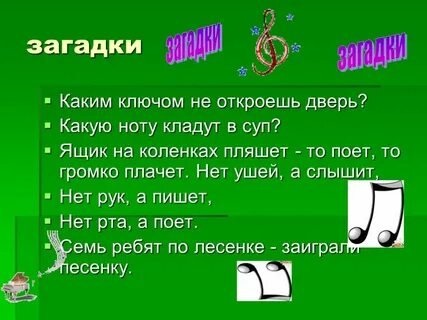 загадки
загадки
загадки
Каким ключом не откроешь дверь?
Какую ноту кладут в суп?
Ящик на коленках пляшет - то поет, то
громко плачет. Нет ушей, а слышит,
Нет рук, а пишет,
Нет рта, а поет.
Семь ребят по лесенке - заиграли
песенку.